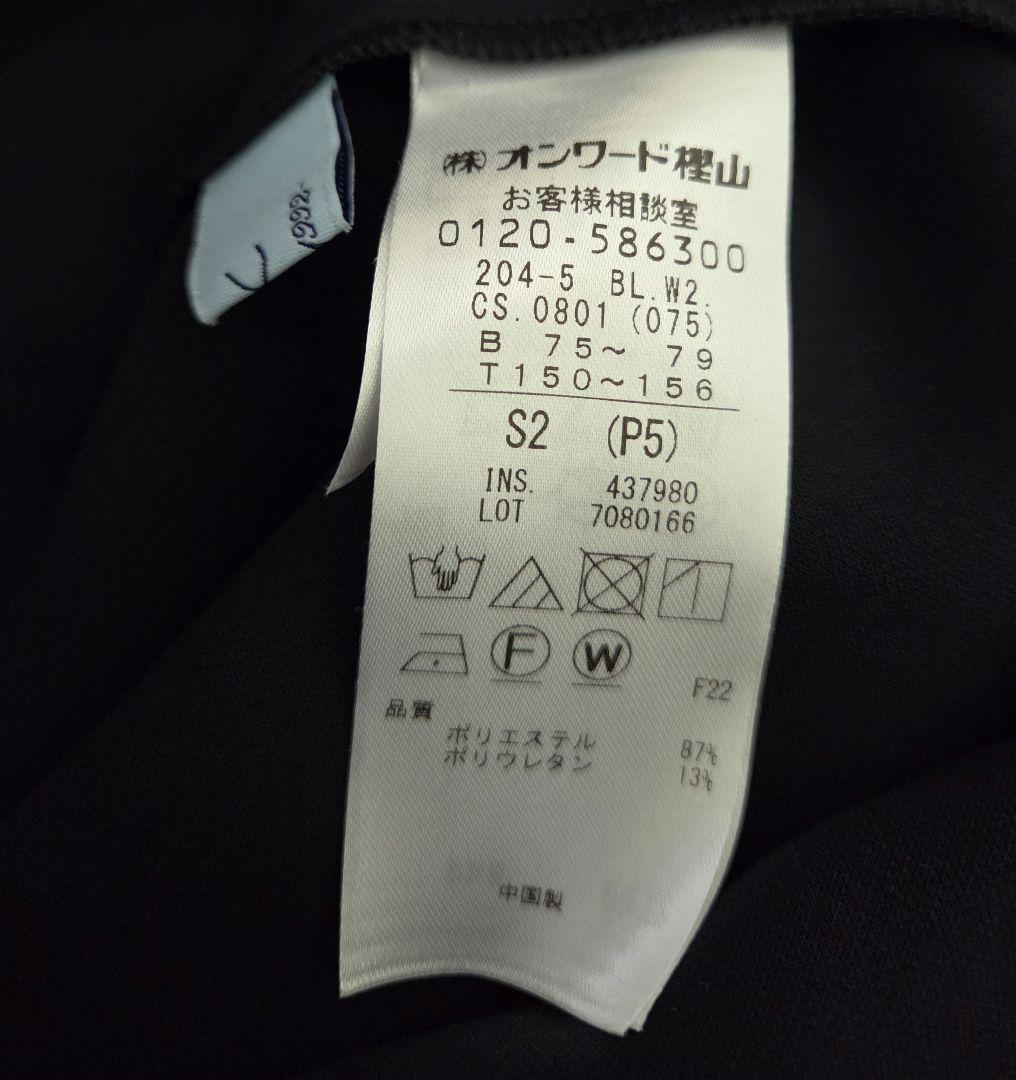 (株)オンワード樫山
お客様相談室
0120-586300
204-5 BL.W2.
CS.0801 (075)
B 75～ 79
T150～156
S2 (P5)
INS. 437980
LOT 7080166
F
W
F22
品質
ポリエステル 87%
ポリウレタン 13%
中国製